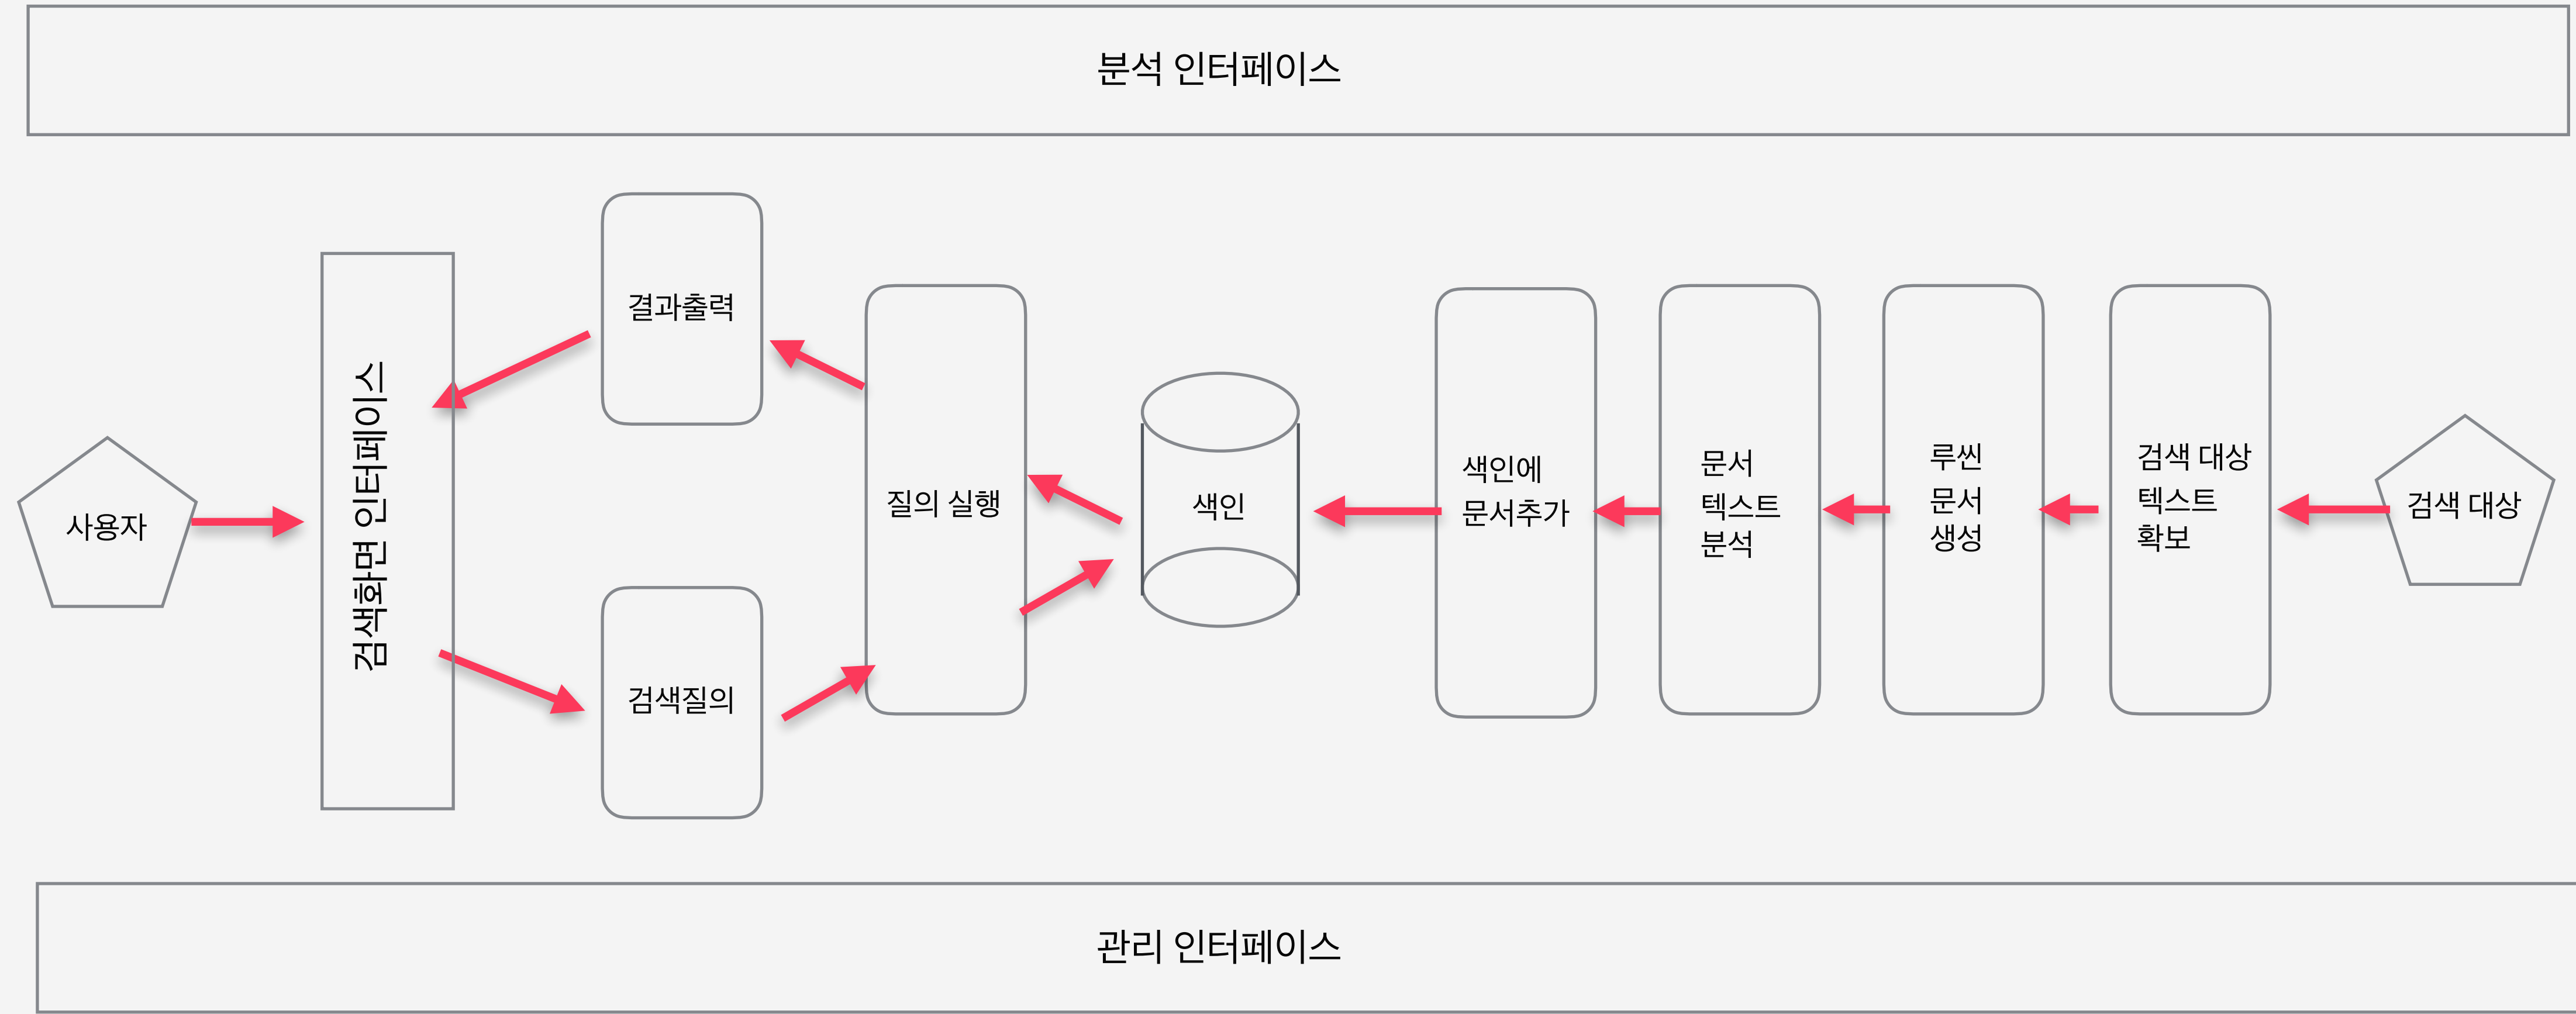 분석 인터페이스
사용자
검색화면 인터페이스
결과출력
검색질의
질의 실행
색인
색인에
문서추가
문서
텍스트
분석
루씬
문서
생성
검색 대상
텍스트
확보
검색 대상
관리 인터페이스